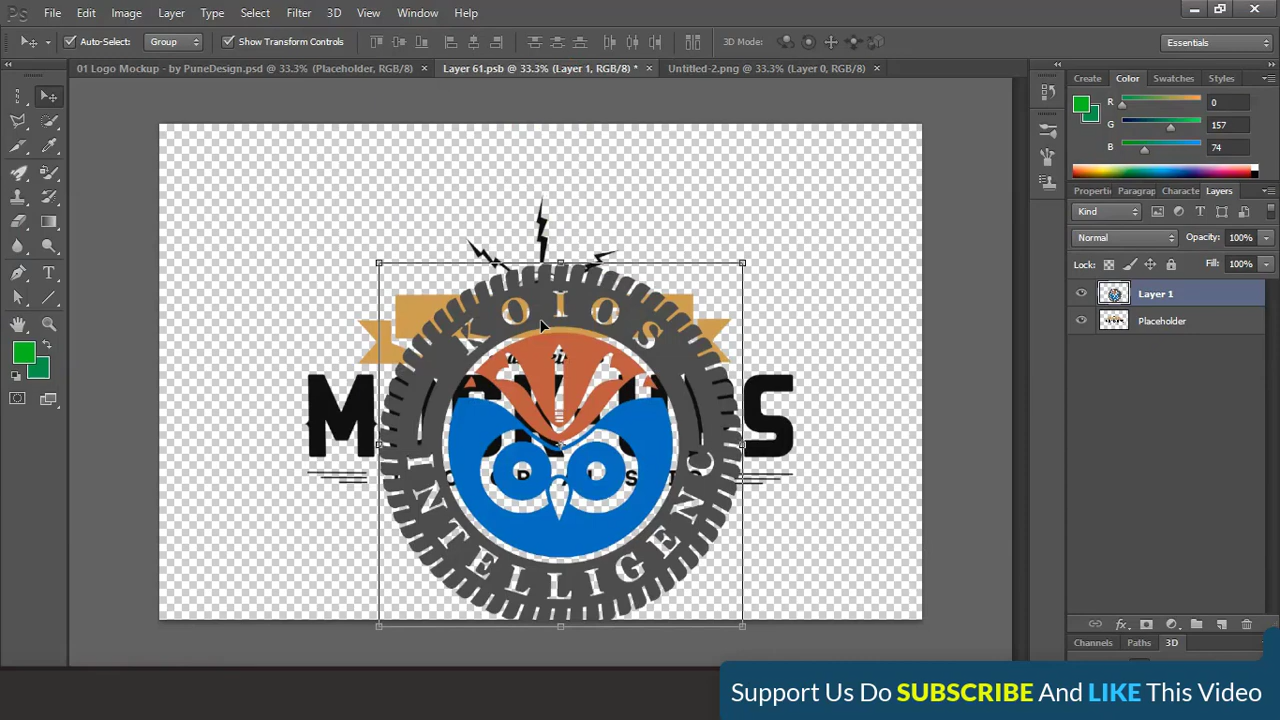 Ps File Edit Image Layer Type Select Filter 3D View Window Help
Auto-Select: Group Show Transform Controls 3D Mode: Essentials
01 Logo Mockup - by PuneDesign.psd @ 33.3% (Placeholder, RGB/8) × Layer 61.psb @ 33.3% (Layer 1, RGB/8) * × Untitled-2.png @ 33.3% (Layer 0, RGB/8) ×
Create Color Swatches Styles
R 0
G 157
B 74
Properti Paragrap Characte Layers
Kind
Normal Opacity: 100%
Lock: Fill: 100%
Layer 1
Placeholder
KOIOS
INTELLIGENC
Channels Paths 3D
Support Us Do SUBSCRIBE And LIKE This Video